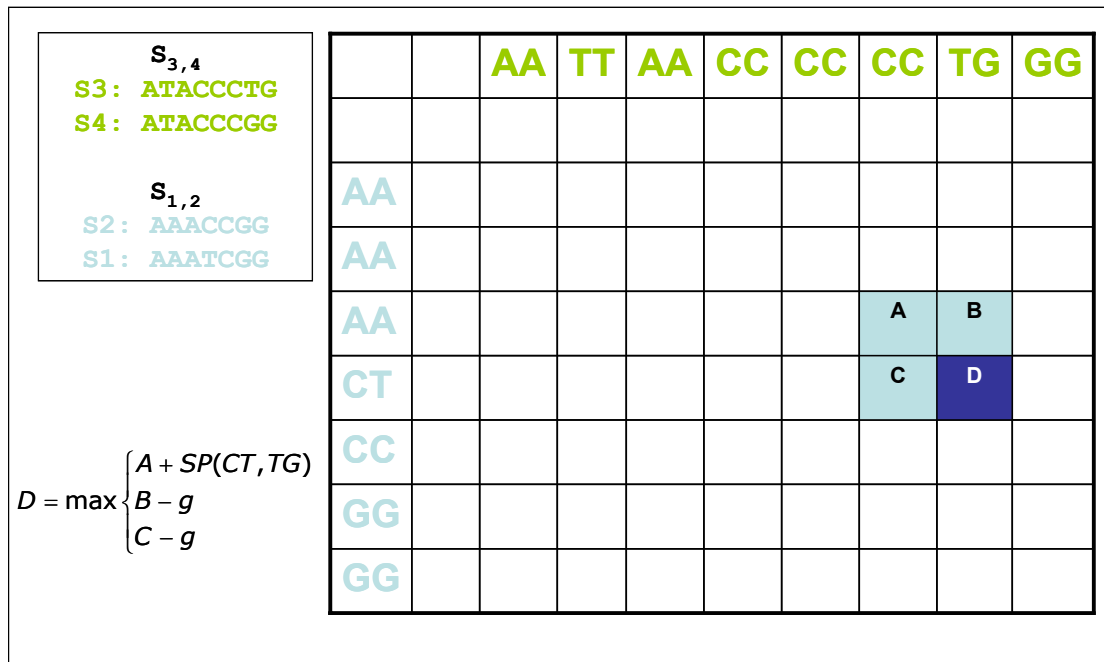 S3,4
S3: ATACCCTG
S4: ATACCCGG
S1,2
S2: AAACCGG
S1: AAATCGG
AA TT AA CC CC CC TG GG
AA
AA
AA A B
CT C D
CC
GG
GG
A + SP(CT,TG)
D = max { B − g
C − g